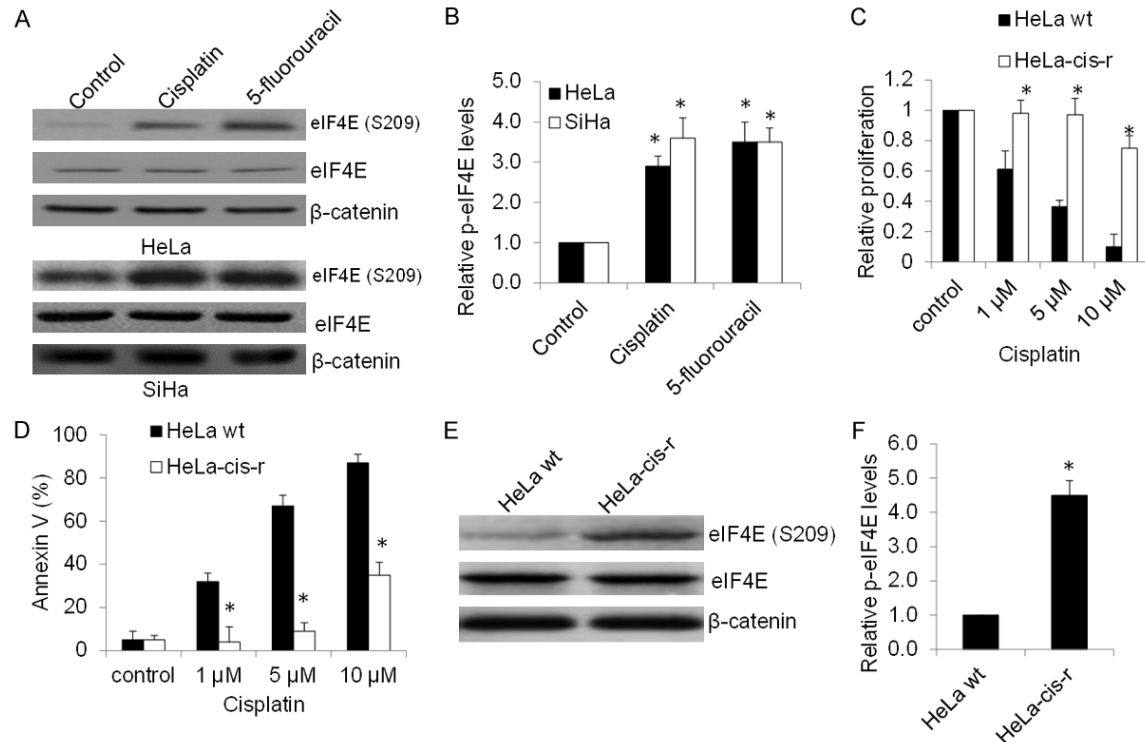 A
Control
Cisplatin
5-fluorouracil
eIF4E (S209)
eIF4E
β-catenin
HeLa
eIF4E (S209)
eIF4E
β-catenin
SiHa
B
Relative p-eIF4E levels
5.0
4.0
3.0
2.0
1.0
0.0
HeLa
SiHa
*
*
*
*
Control
Cisplatin
5-fluorouracil
C
HeLa wt
HeLa-cis-r
Relative proliferation
1.2
1
0.8
0.6
0.4
0.2
0
*
*
*
control
1 µM
5 µM
10 µM
Cisplatin
D
HeLa wt
HeLa-cis-r
Annexin V (%)
100
80
60
40
20
0
*
*
*
control
1 µM
5 µM
10 µM
Cisplatin
E
HeLa wt
HeLa-cis-r
eIF4E (S209)
eIF4E
β-catenin
F
Relative p-eIF4E levels
6.0
5.0
4.0
3.0
2.0
1.0
0.0
*
HeLa wt
HeLa-cis-r